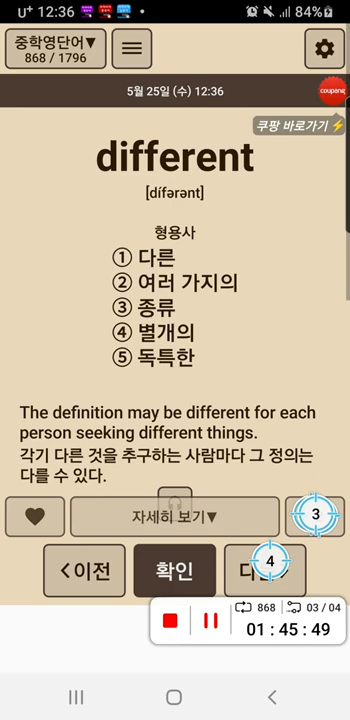 U⁺ 12:36 84%
중학영단어▼
868 / 1796
5월 25일 (수) 12:36
coupang
쿠팡 바로가기⚡
different
[dífərənt]
형용사
① 다른
② 여러 가지의
③ 종류
④ 별개의
⑤ 독특한
The definition may be different for each
person seeking different things.
각기 다른 것을 추구하는 사람마다 그 정의는
다를 수 있다.
자세히 보기▼
3
<이전
확인
4
868 03 / 04
01 : 45 : 49